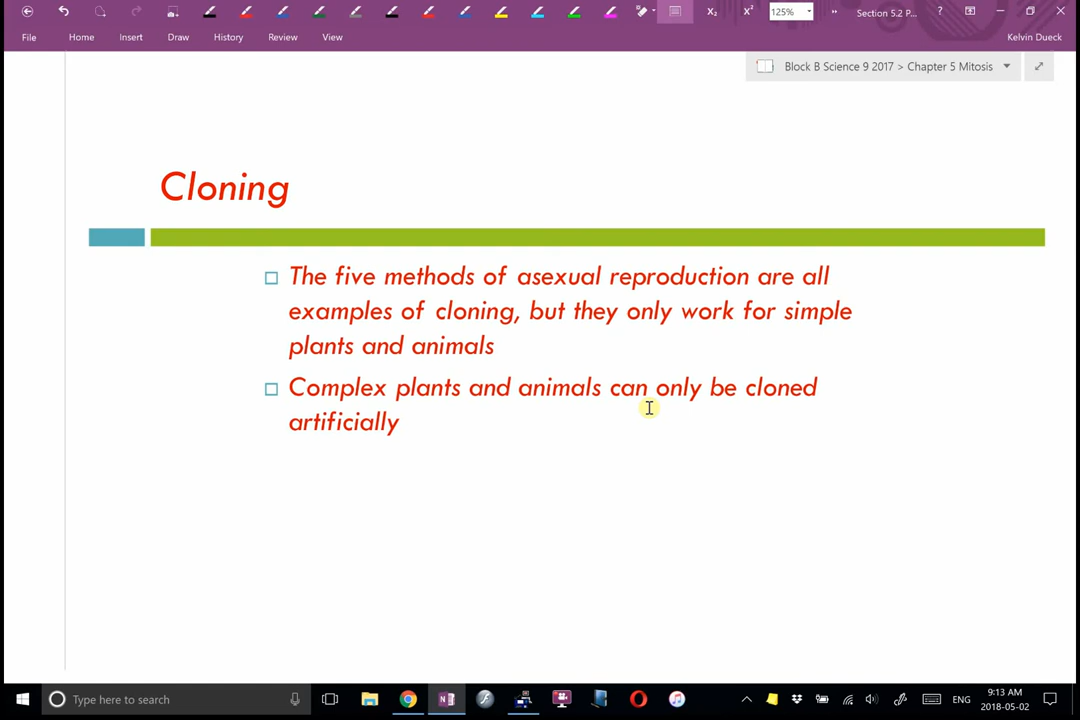 125%
Section 5.2 P...
File
Home
Insert
Draw
History
Review
View
Kelvin Dueck
Block B Science 9 2017 > Chapter 5 Mitosis
Cloning
The five methods of asexual reproduction are all
examples of cloning, but they only work for simple
plants and animals
Complex plants and animals can only be cloned
artificially
Type here to search
ENG
9:13 AM
2018-05-02